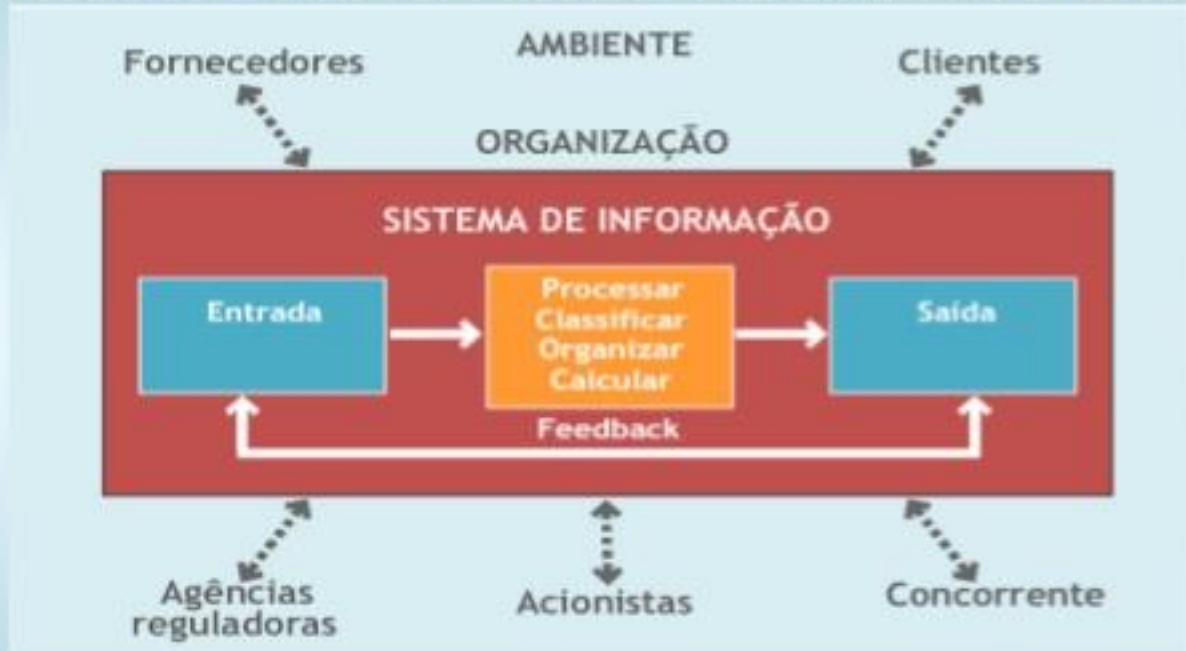 AMBIENTE
Fornecedores
Clientes
ORGANIZAÇÃO
SISTEMA DE INFORMAÇÃO
Entrada
Processar
Classificar
Organizar
Calcular
Saída
Feedback
Agências
reguladoras
Acionistas
Concorrente